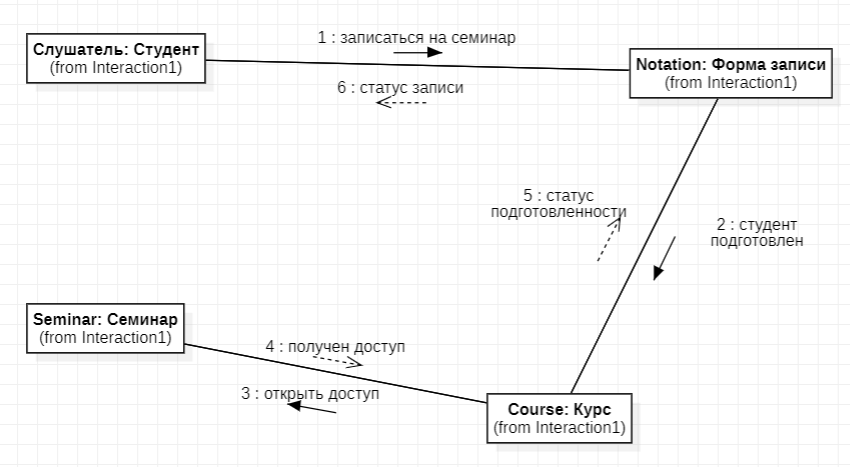 1 : записаться на семинар
Слушатель: Студент
(from Interaction1)
Notation: Форма записи
(from Interaction1)
6 : статус записи
5 : статус
подготовленности
2 : студент
подготовлен
Seminar: Семинар
(from Interaction1)
4 : получен доступ
3 : открыть доступ
Course: Курс
(from Interaction1)